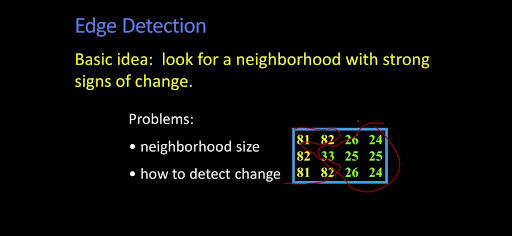 Edge Detection
Basic idea: look for a neighborhood with strong
signs of change.
Problems:
• neighborhood size
• how to detect change
81 82 26 24
82 33 25 25
81 82 26 24